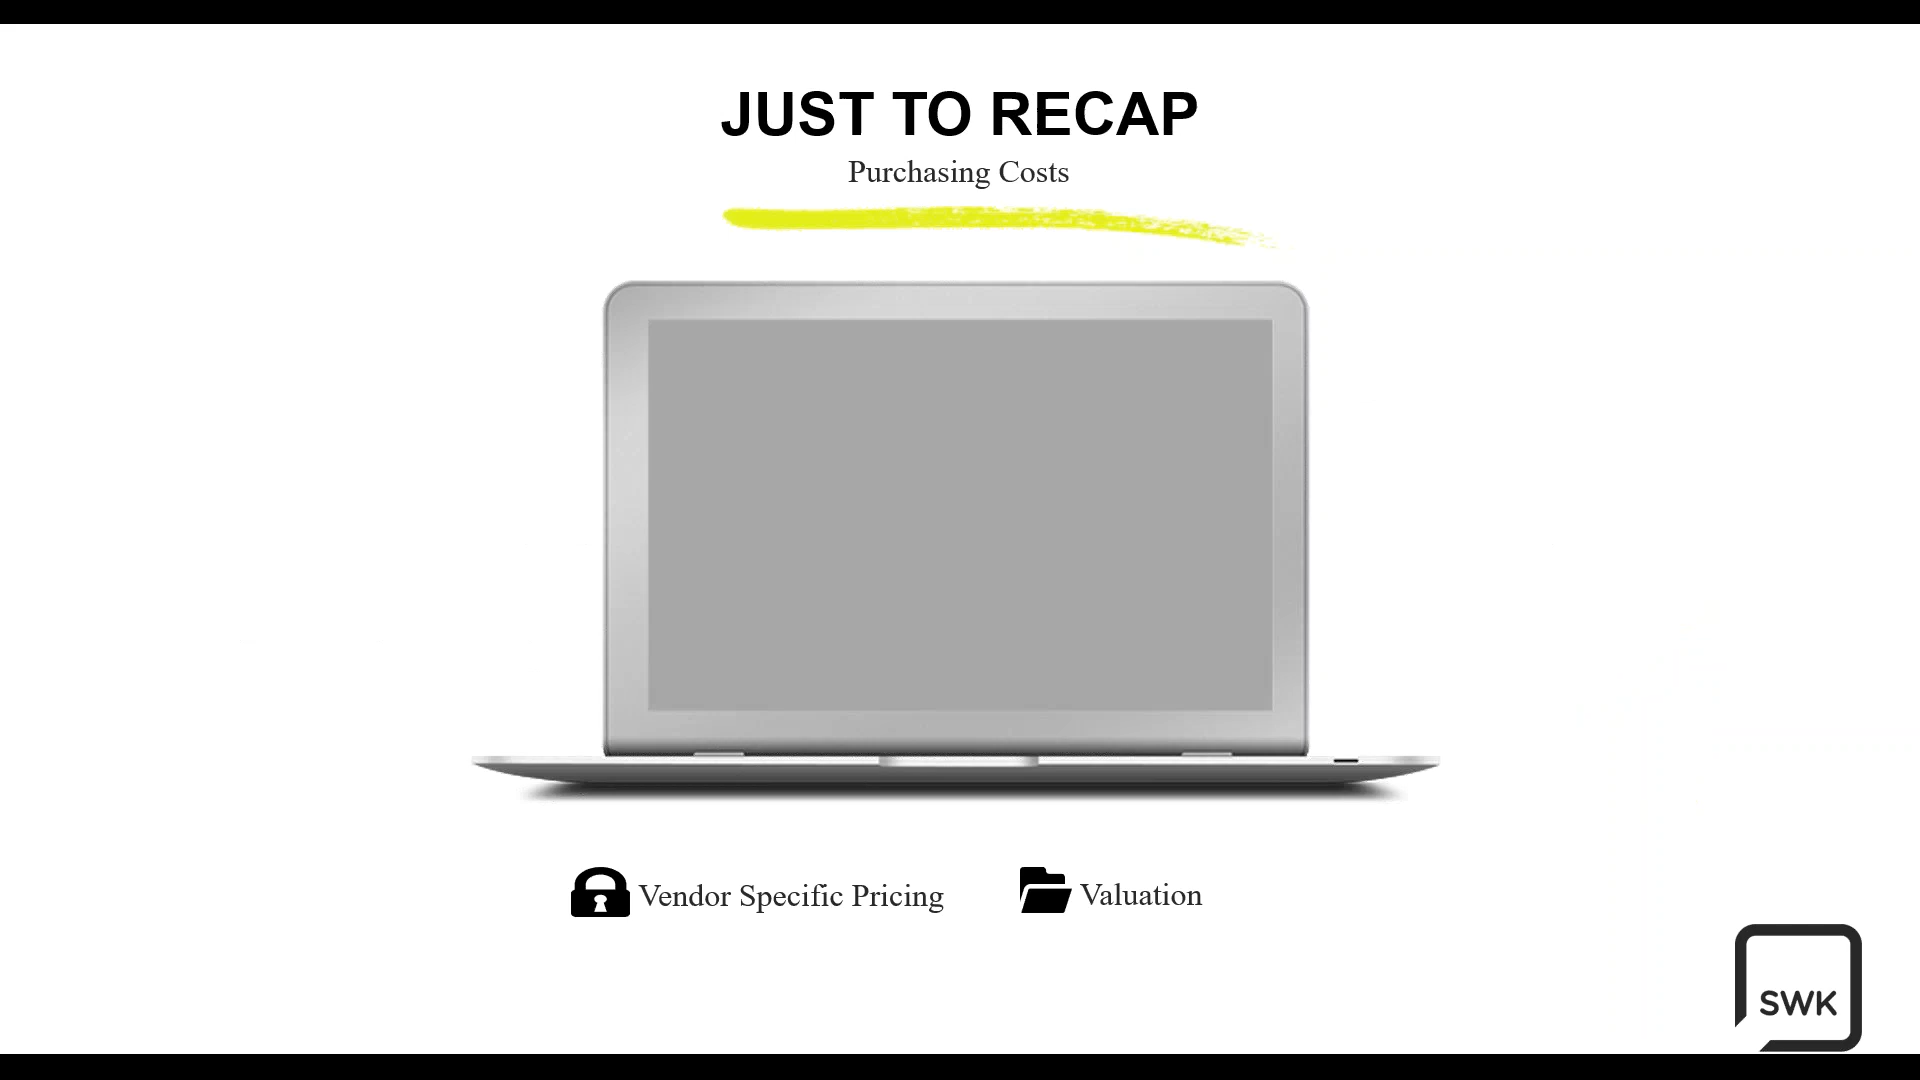 JUST TO RECAP
Purchasing Costs
Vendor Specific Pricing
Valuation
SWK